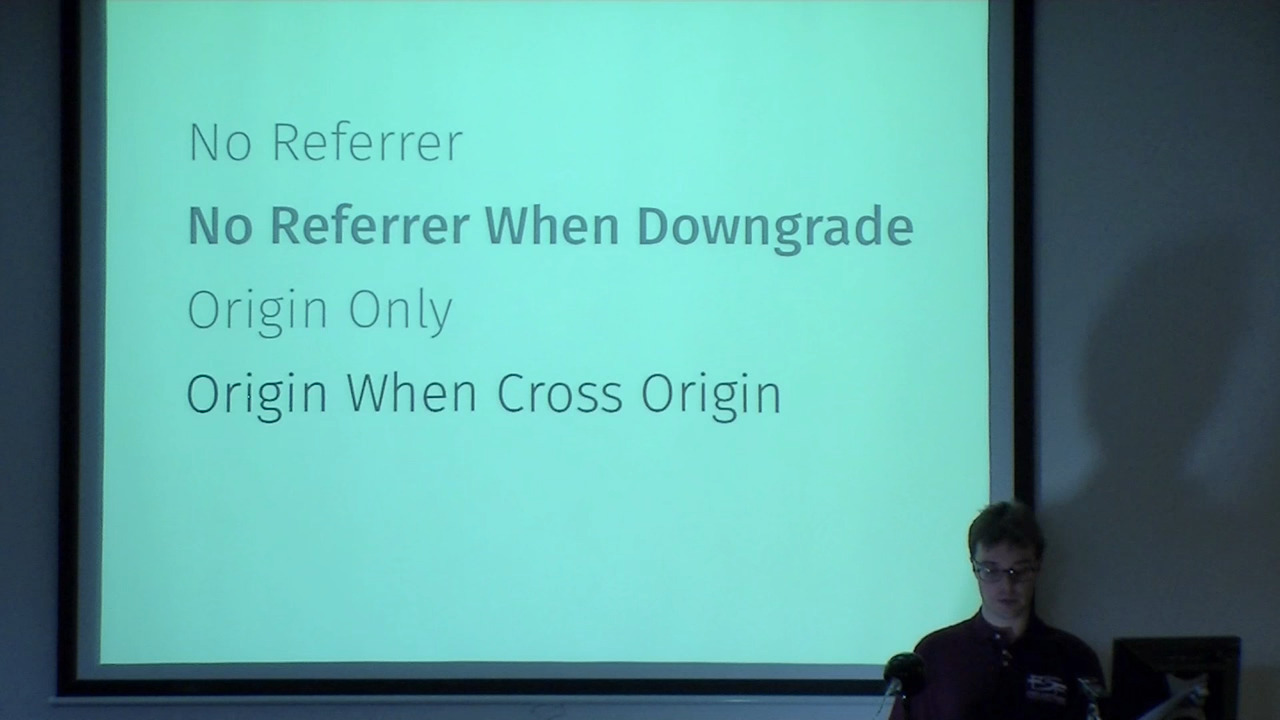 No Referrer
No Referrer When Downgrade
Origin Only
Origin When Cross Origin